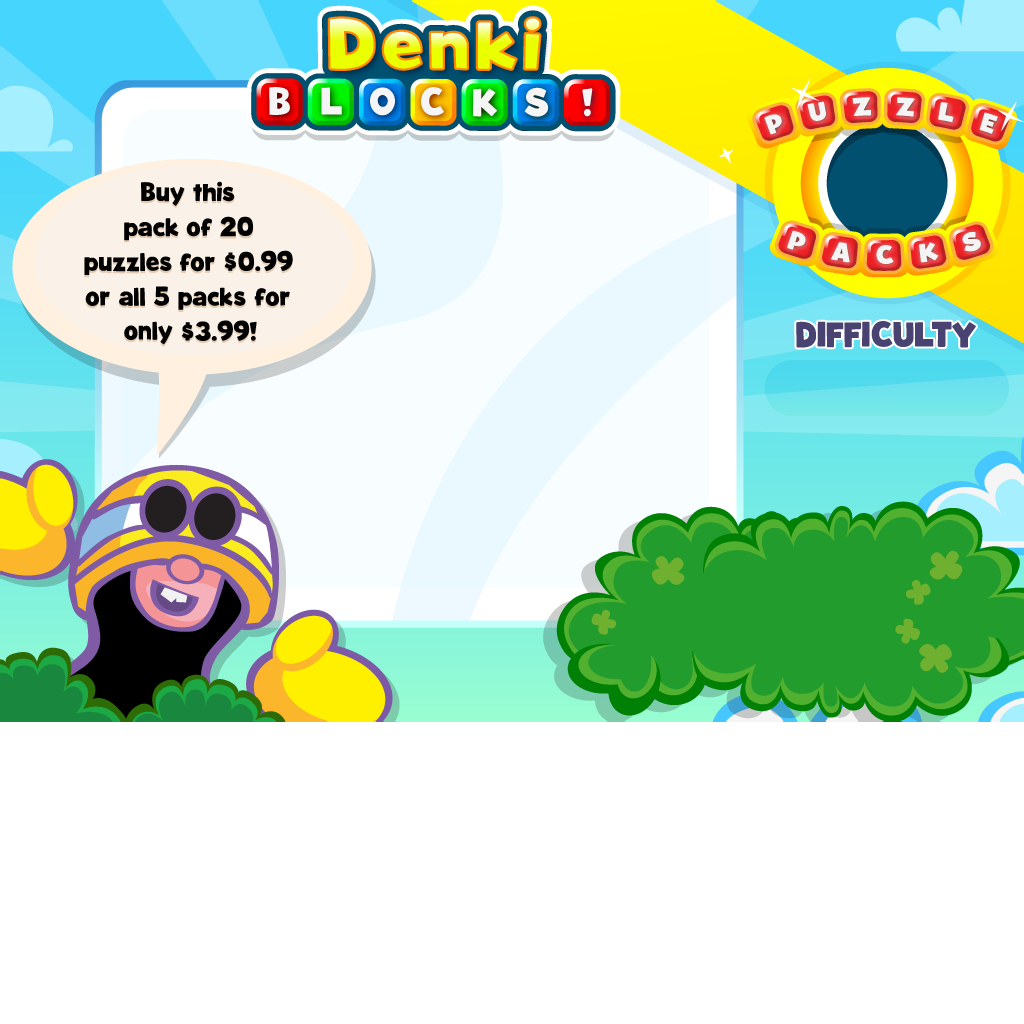 Denki
BLOCKS!
PUZZLE
PACKS
Buy this
pack of 20
puzzles for $0.99
or all 5 packs for
only $3.99!
DIFFICULTY